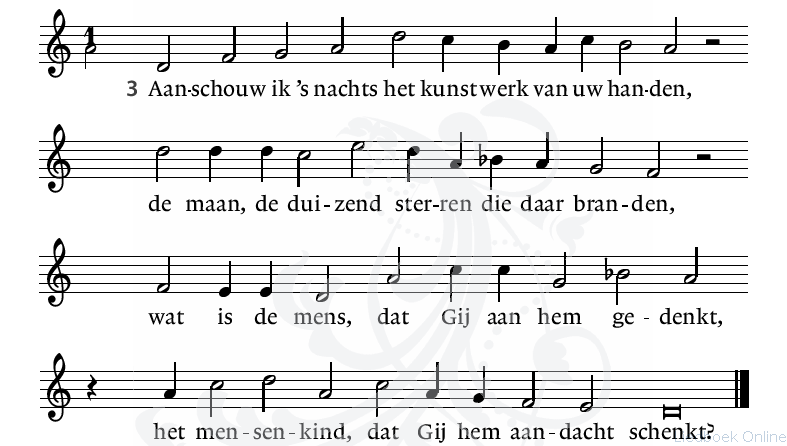 1
3 Aan-schouw ik ’s nachts het kunstwerk van uw han-den,
de maan, de dui-zend ster-ren die daar bran-den,
wat is de mens, dat Gij aan hem ge-denkt,
het men-sen-kind, dat Gij hem aan-dacht schenkt?
Liedboek Online